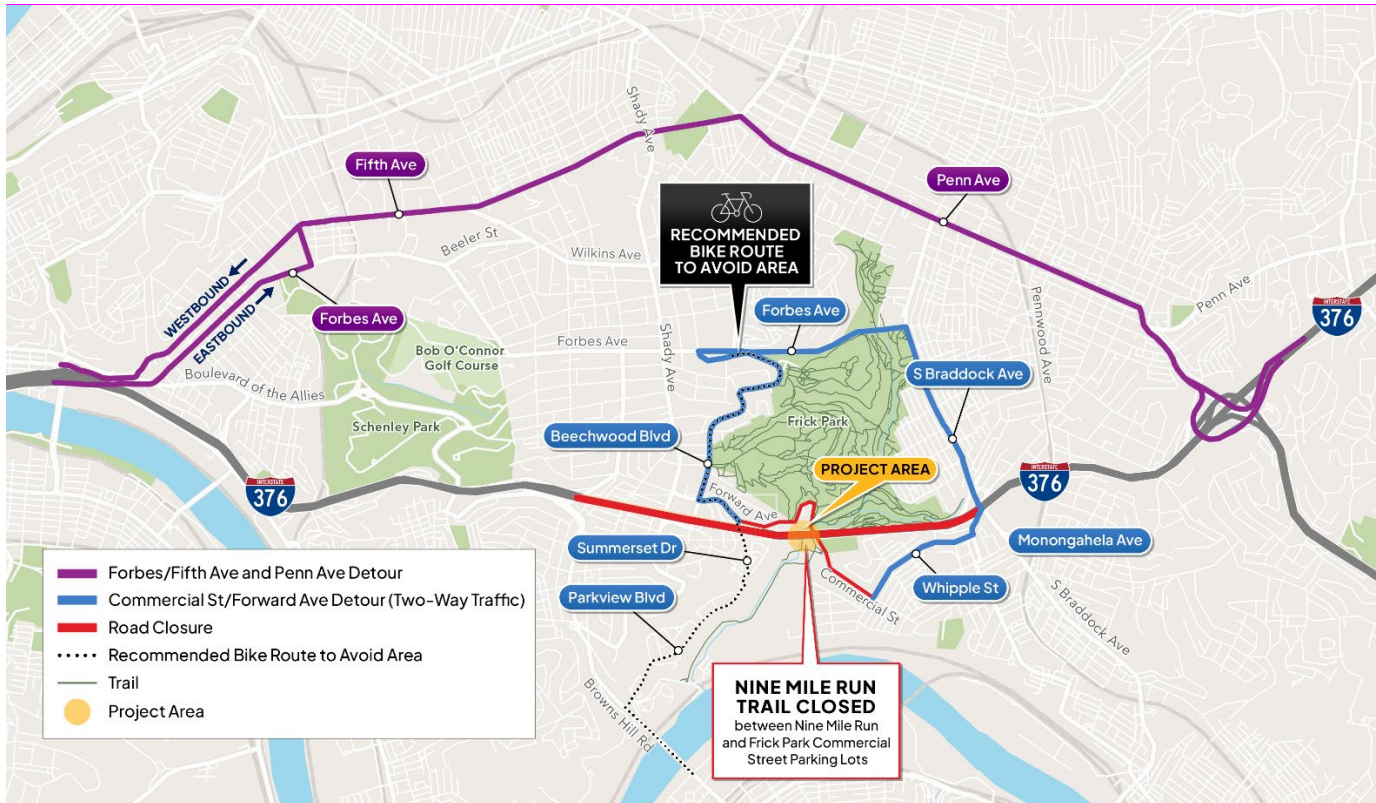 Shady Ave
Fifth Ave
Penn Ave
RECOMMENDED
BIKE ROUTE
TO AVOID AREA
Beeler St
Wilkins Ave
WESTBOUND
EASTBOUND
Forbes Ave
Forbes Ave
Pennwood Ave
Penn Ave
INTERSTATE
376
Bob O'Connor
Golf Course
Forbes Ave
Shady Ave
Boulevard of the Allies
S Braddock Ave
Schenley Park
Frick Park
Beechwood Blvd
PROJECT AREA
INTERSTATE
376
INTERSTATE
376
Forward Ave
Summerset Dr
Monongahela Ave
Commercial St
Whipple St
Parkview Blvd
S Braddock Ave
Browns Hill Rd
Forbes/Fifth Ave and Penn Ave Detour
Commercial St/Forward Ave Detour (Two-Way Traffic)
Road Closure
Recommended Bike Route to Avoid Area
Trail
Project Area
NINE MILE RUN
TRAIL CLOSED
between Nine Mile Run
and Frick Park Commercial
Street Parking Lots